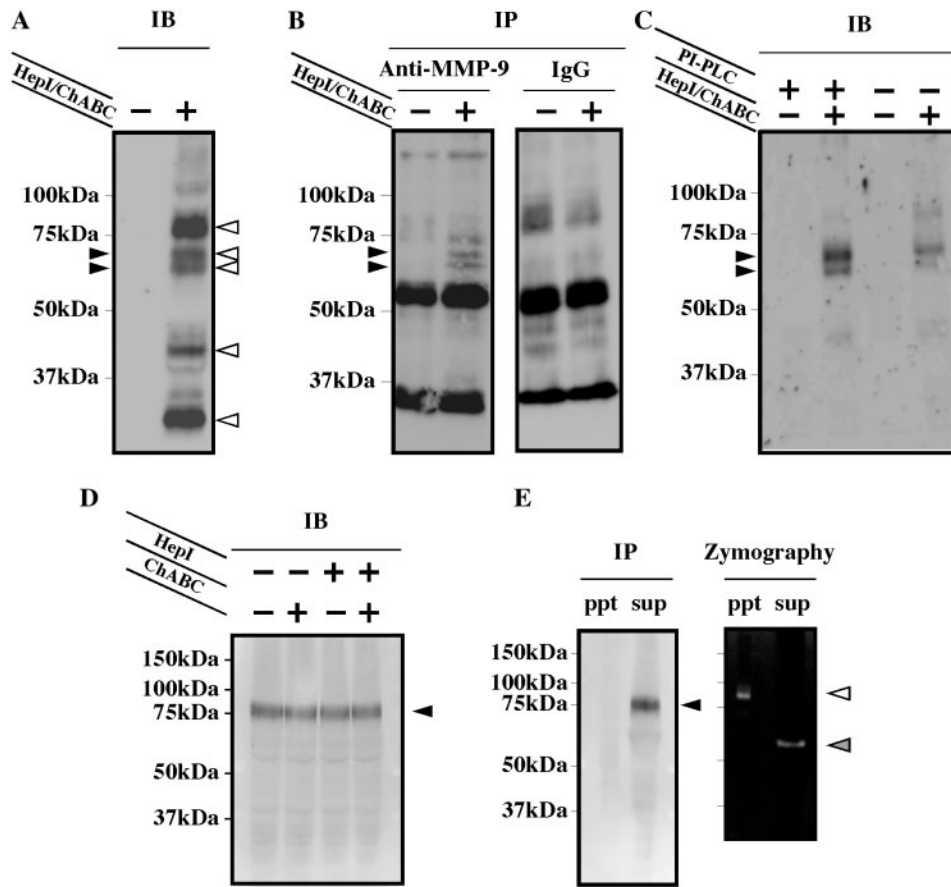 A IB
HepI/ChABC
− +
100kDa
75kDa
50kDa
37kDa
B IP
Anti-MMP-9 IgG
HepI/ChABC
− + − +
100kDa
75kDa
50kDa
37kDa
C IB
PI-PLC
HepI/ChABC
+ + − −
− + − +
100kDa
75kDa
50kDa
37kDa
D IB
HepI
ChABC
− − + +
− + − +
150kDa
100kDa
75kDa
50kDa
37kDa
E
IP Zymography
ppt sup ppt sup
150kDa
100kDa
75kDa
50kDa
37kDa